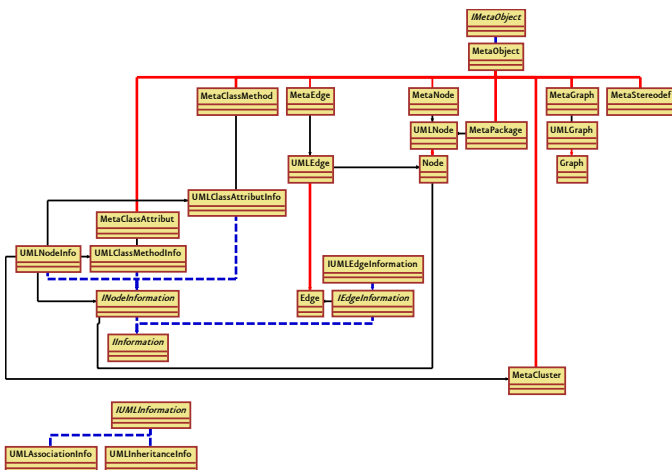 IMetaObject
MetaObject
MetaClassMethod
MetaEdge
MetaNode
MetaGraph
MetaStereodef
UMLNode
MetaPackage
UMLGraph
UMLEdge
Node
Graph
UMLClassAttributInfo
MetaClassAttribut
UMLNodeInfo
UMLClassMethodInfo
IUMLEdgeInformation
INodeInformation
Edge
IEdgeInformation
IInformation
MetaCluster
IUMLInformation
UMLAssociationInfo
UMLInheritanceInfo